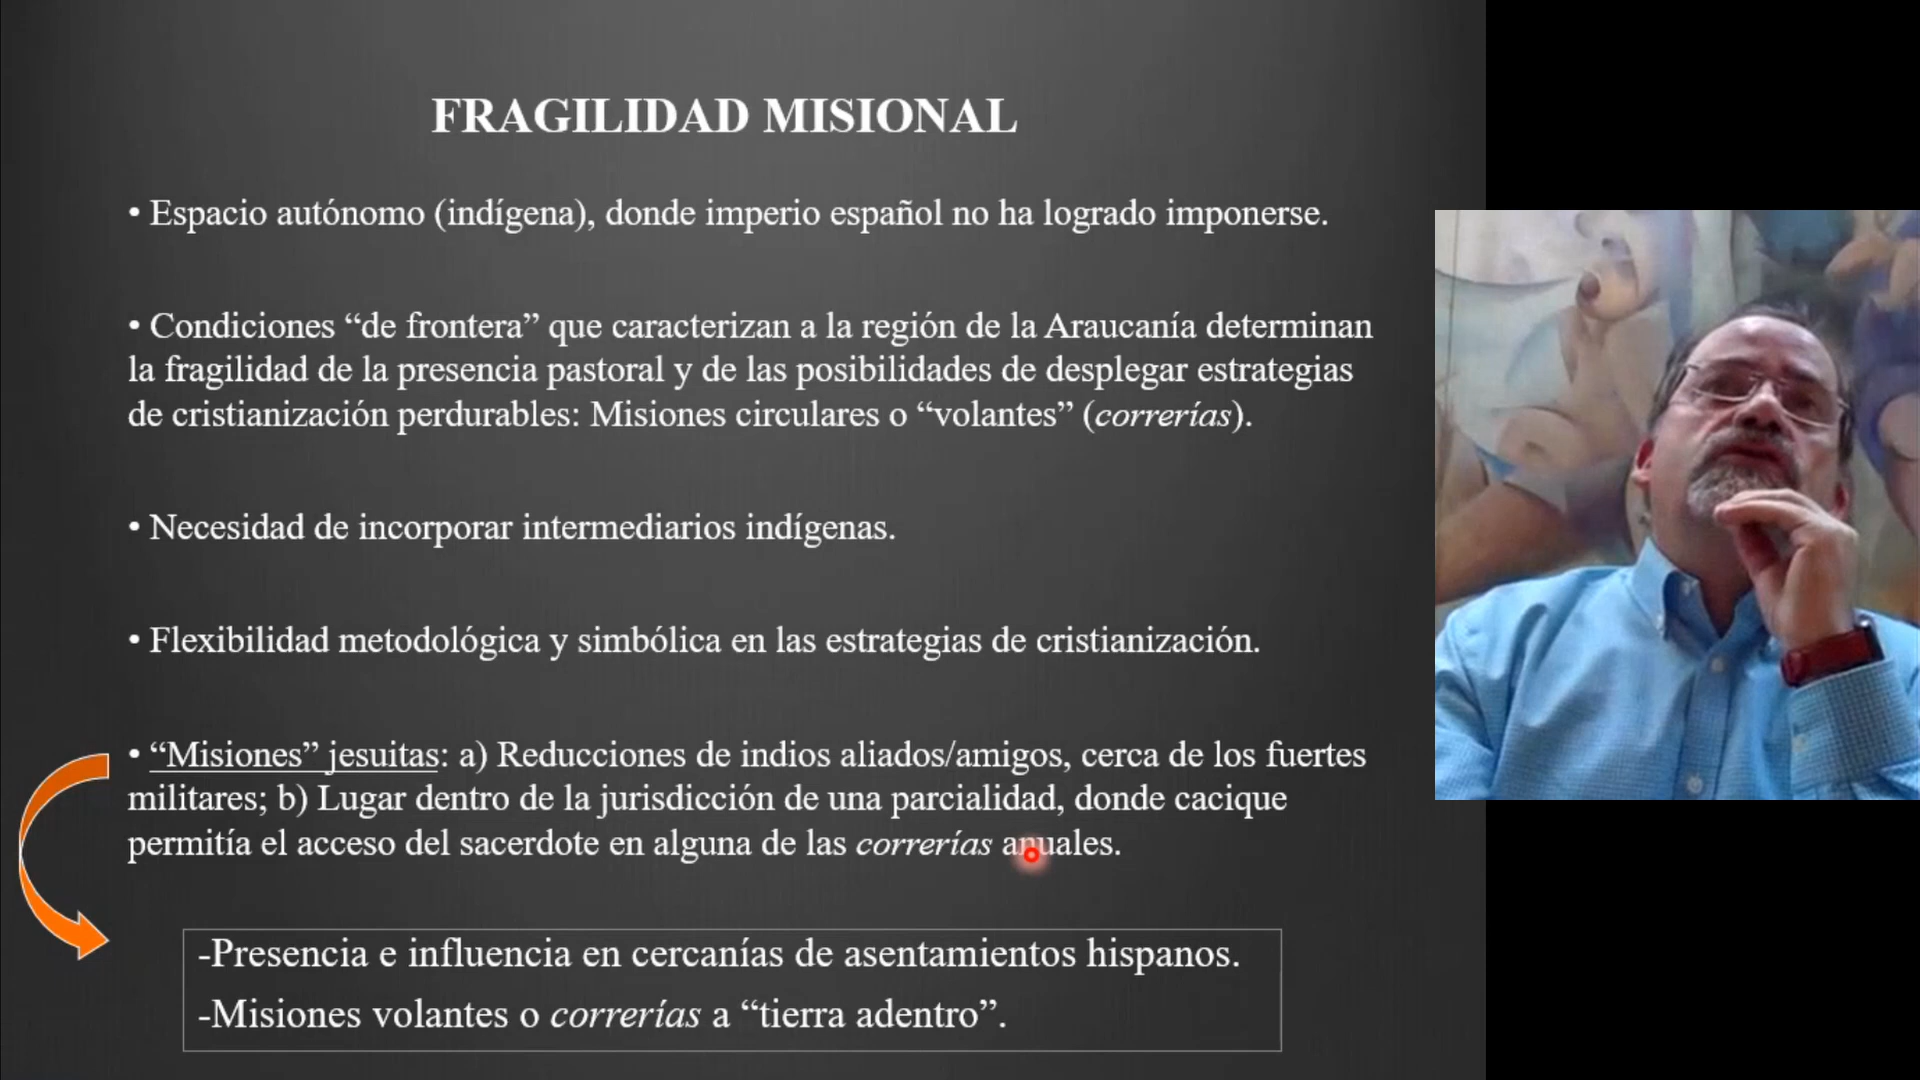 FRAGILIDAD MISIONAL
• Espacio autónomo (indígena), donde imperio español no ha logrado imponerse.
• Condiciones “de frontera” que caracterizan a la región de la Araucanía determinan
la fragilidad de la presencia pastoral y de las posibilidades de desplegar estrategias
de cristianización perdurables: Misiones circulares o “volantes” (correrías).
• Necesidad de incorporar intermediarios indígenas.
• Flexibilidad metodológica y simbólica en las estrategias de cristianización.
• “Misiones” jesuitas: a) Reducciones de indios aliados/amigos, cerca de los fuertes
militares; b) Lugar dentro de la jurisdicción de una parcialidad, donde cacique
permitía el acceso del sacerdote en alguna de las correrías anuales.
-Presencia e influencia en cercanías de asentamientos hispanos.
-Misiones volantes o correrías a “tierra adentro”.